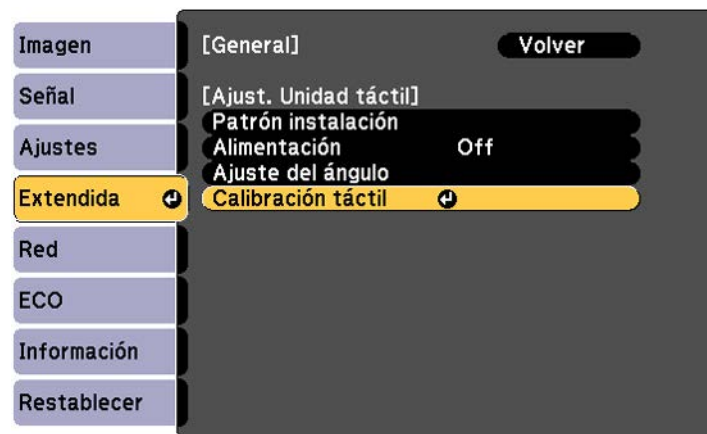 Imagen
Señal
Ajustes
Extendida
Red
ECO
Información
Restablecer
[General]
Volver
[Ajust. Unidad táctil]
Patrón instalación
Alimentación Off
Ajuste del ángulo
Calibración táctil